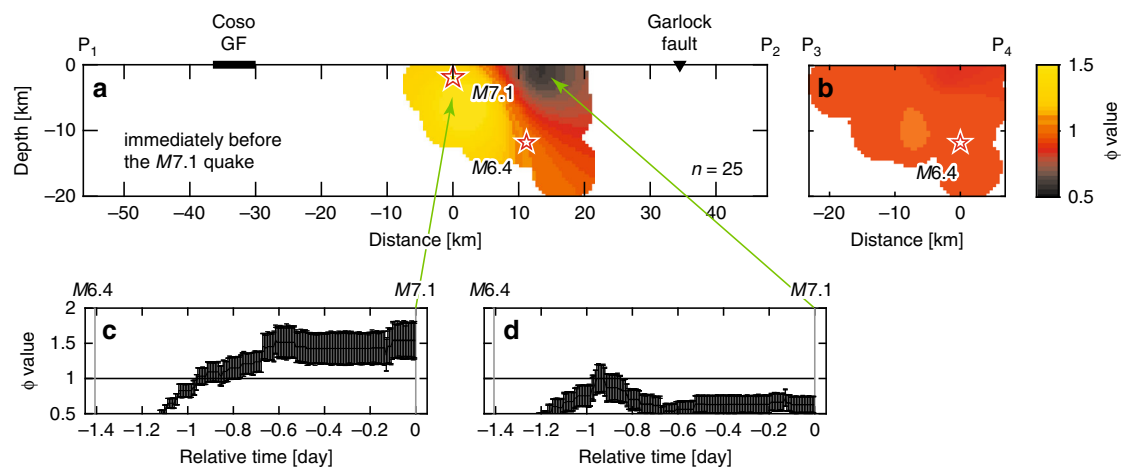 Coso
GF
Garlock
fault
P1
P2
P3
P4
0
−10
−20
Depth [km]
a
M7.1
M6.4
immediately before
the M7.1 quake
n = 25
−50 −40 −30 −20 −10 0 10 20 30 40
Distance [km]
b
M6.4
−20 −10 0
Distance [km]
1.5
1
0.5
ϕ value
M6.4
M7.1
2
1.5
1
0.5
ϕ value
c
−1.4 −1.2 −1 −0.8 −0.6 −0.4 −0.2 0
Relative time [day]
M6.4
M7.1
d
−1.4 −1.2 −1 −0.8 −0.6 −0.4 −0.2 0
Relative time [day]